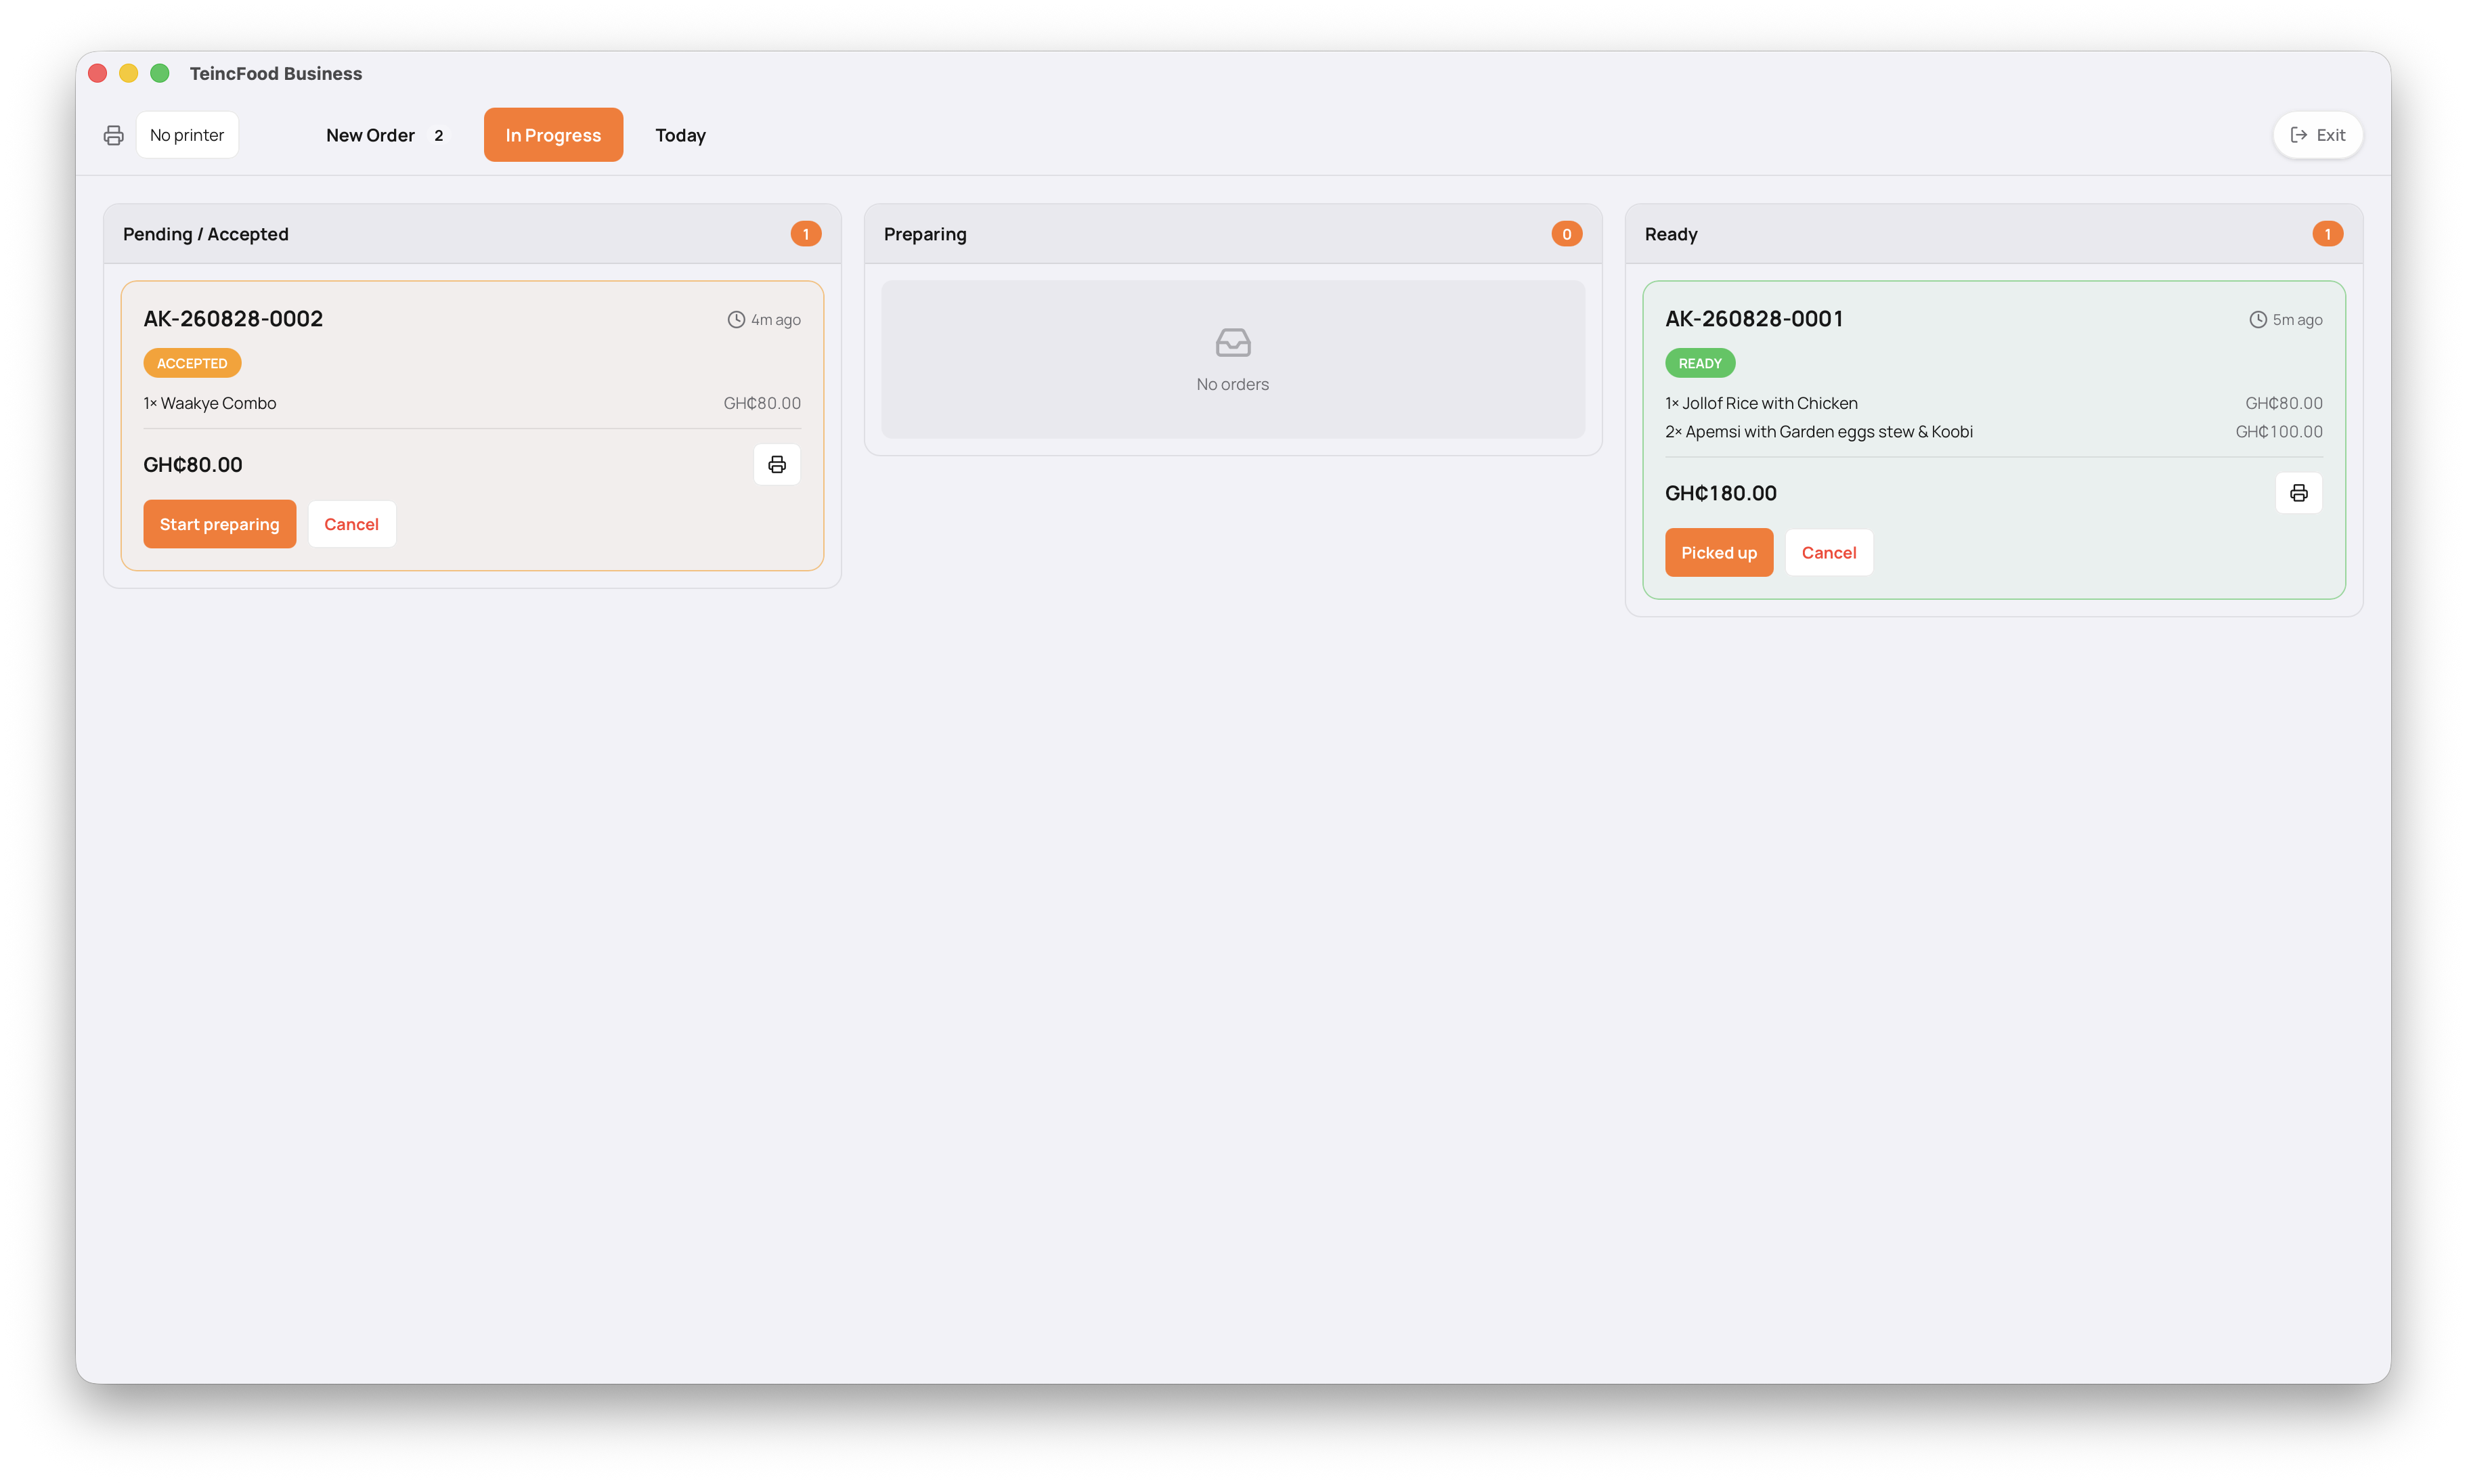 TeincFood Business
No printer
New Order 2
In Progress
Today
Exit
Pending / Accepted 1
AK-260828-0002 4m ago
ACCEPTED
1× Waakye Combo GH₵80.00
GH₵80.00
Start preparing Cancel
Preparing 0
No orders
Ready 1
AK-260828-0001 5m ago
READY
1× Jollof Rice with Chicken GH₵80.00
2× Apemsi with Garden eggs stew & Koobi GH₵100.00
GH₵180.00
Picked up Cancel